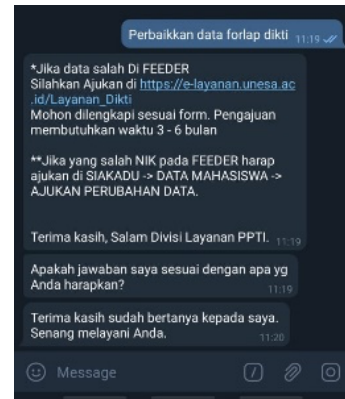 Perbaikkan data forlap dikti 11:19
*Jika data salah Di FEEDER
Silahkan Ajukan di https://e-layanan.unesa.ac
.id/Layanan_Dikti
Mohon dilengkapi sesuai form. Pengajuan
membutuhkan waktu 3 - 6 bulan
**Jika yang salah NIK pada FEEDER harap
ajukan di SIAKADU -> DATA MAHASISWA ->
AJUKAN PERUBAHAN DATA.
Terima kasih, Salam Divisi Layanan PPTI. 11:19
Apakah jawaban saya sesuai dengan apa yg
Anda harapkan? 11:19
Terima kasih sudah bertanya kepada saya.
Senang melayani Anda. 11:20
Message